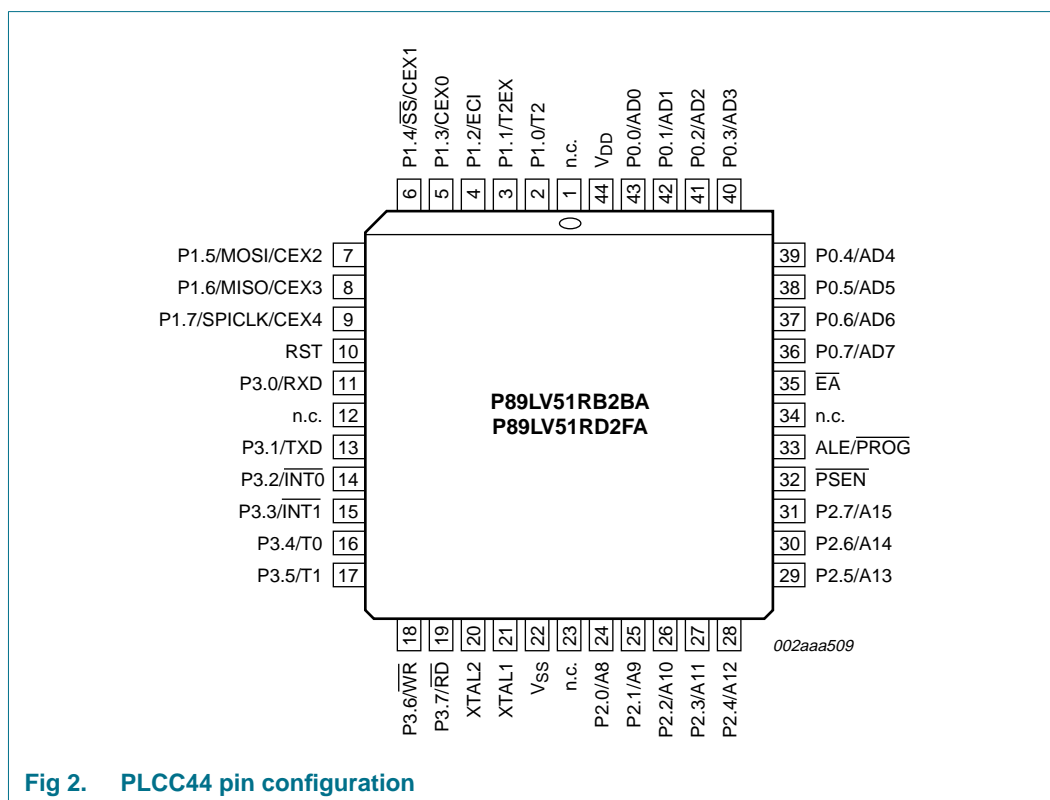 P1.4/S̅S̅/CEX1
P1.3/CEX0
P1.2/ECI
P1.1/T2EX
P1.0/T2
n.c.
VDD
P0.0/AD0
P0.1/AD1
P0.2/AD2
P0.3/AD3
6 5 4 3 2 1 44 43 42 41 40
P1.5/MOSI/CEX2 7
P1.6/MISO/CEX3 8
P1.7/SPICLK/CEX4 9
RST 10
P3.0/RXD 11
n.c. 12
P3.1/TXD 13
P3.2/I̅N̅T̅0̅ 14
P3.3/I̅N̅T̅1̅ 15
P3.4/T0 16
P3.5/T1 17
P89LV51RB2BA
P89LV51RD2FA
39 P0.4/AD4
38 P0.5/AD5
37 P0.6/AD6
36 P0.7/AD7
35 E̅A̅
34 n.c.
33 ALE/P̅R̅O̅G̅
32 P̅S̅E̅N̅
31 P2.7/A15
30 P2.6/A14
29 P2.5/A13
18 19 20 21 22 23 24 25 26 27 28
P3.6/W̅R̅
P3.7/R̅D̅
XTAL2
XTAL1
VSS
n.c.
P2.0/A8
P2.1/A9
P2.2/A10
P2.3/A11
P2.4/A12
002aaa509
Fig 2. PLCC44 pin configuration